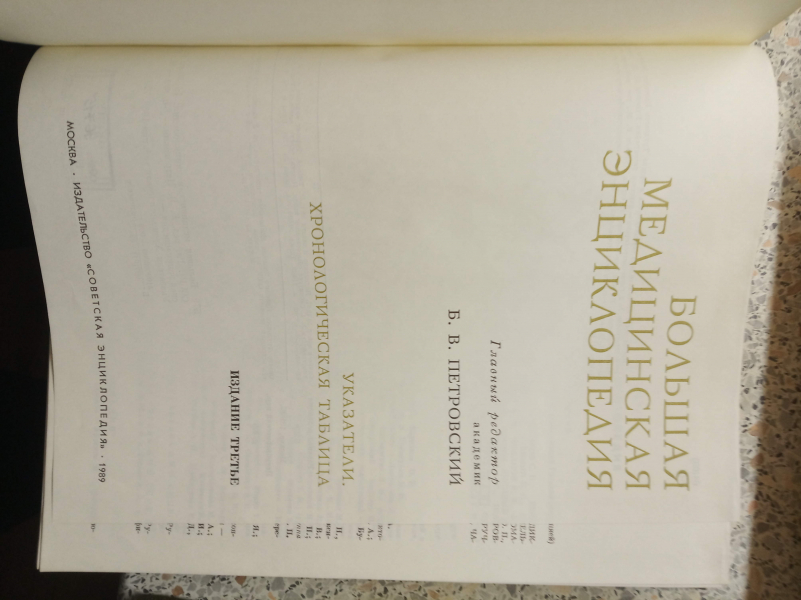 БОЛЬШАЯ
МЕДИЦИНСКАЯ
ЭНЦИКЛОПЕДИЯ
Главный редактор
академик
Б. В. ПЕТРОВСКИЙ
УКАЗАТЕЛИ.
ХРОНОЛОГИЧЕСКАЯ ТАБЛИЦА
ИЗДАНИЕ ТРЕТЬЕ
МОСКВА · ИЗДАТЕЛЬСТВО «СОВЕТСКАЯ ЭНЦИКЛОПЕДИЯ» · 1989